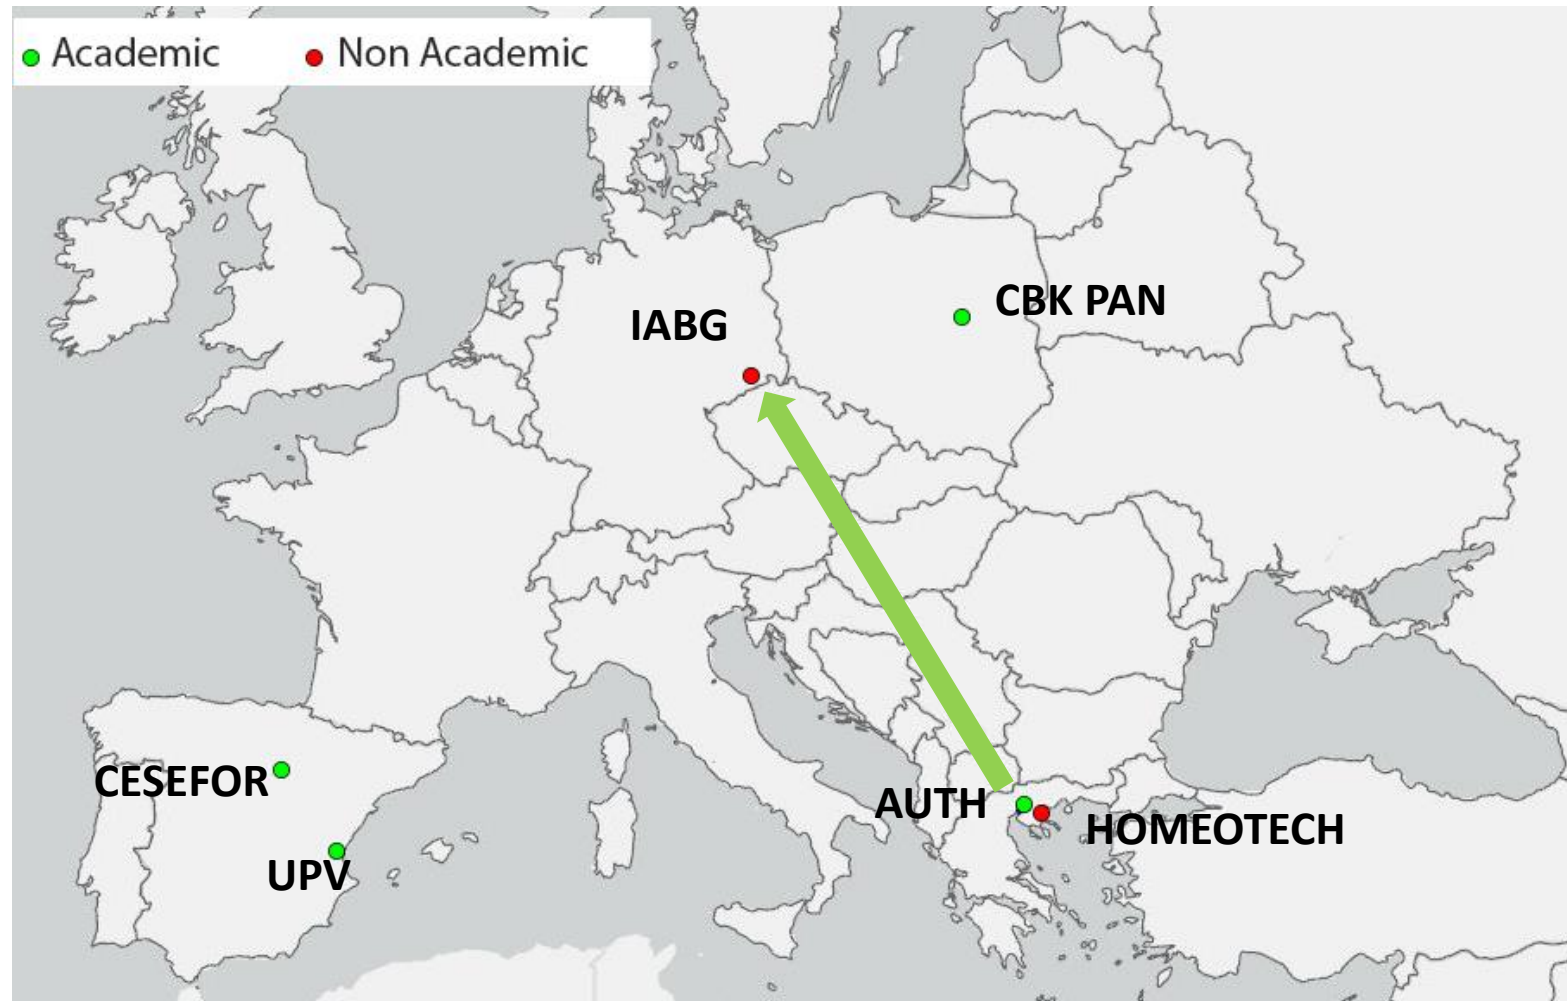 Academic
Non Academic
CBK PAN
IABG
CESEFOR
AUTH
HOMEOTECH
UPV